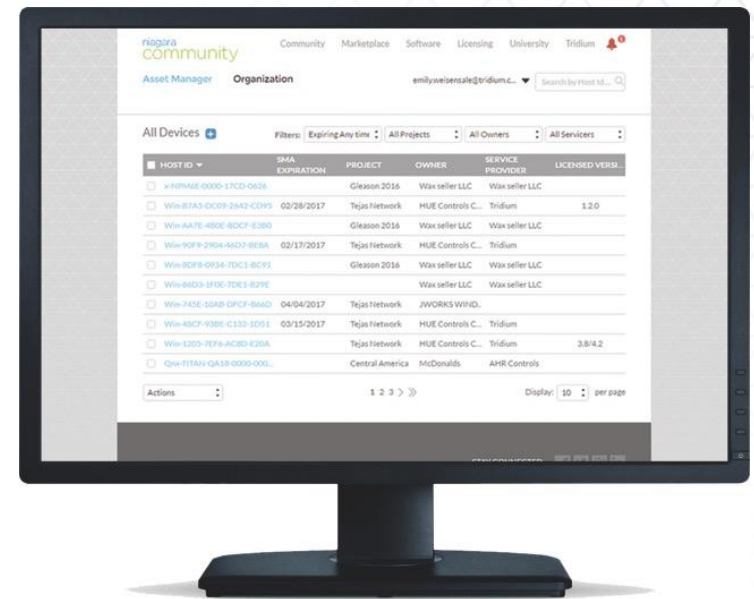 niagara
community
Community Marketplace Software Licensing University Tridium
Asset Manager Organization emily.weisensale@tridium.c... Search by Host Id...
All Devices Filters: Expiring Any time All Projects All Owners All Servicers
HOST ID SMA EXPIRATION PROJECT OWNER SERVICE PROVIDER LICENSED VERSI...
Gleason 2016 Wax seller LLC Wax seller LLC
02/28/2017 Tejas Network HUE Controls C... Tridium 1.2.0
Gleason 2016 Wax seller LLC Wax seller LLC
02/17/2017 Tejas Network HUE Controls C... Tridium
Gleason 2016 Wax seller LLC Wax seller LLC
Wax seller LLC Wax seller LLC
04/04/2017 Tejas Network JWORKS WIND..
03/15/2017 Tejas Network HUE Controls C... Tridium
Tejas Network HUE Controls C... Tridium 3.8/4.2
Central America McDonalds AHR Controls
Actions 1 2 3 Display: 10 per page